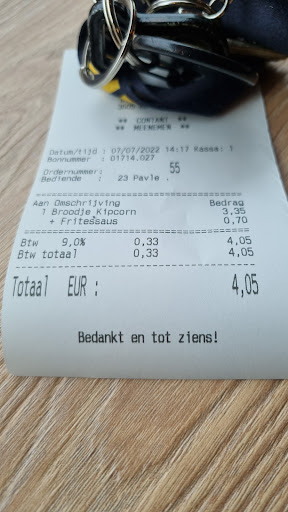 ** CONTANT **
** MEENEMEN **
Datum/tijd : 07/07/2022 14:17 Kassa: 1
Bonnummer : 01714.027
Ordernummer: 55
Bediende : 23 Pavle .
Aan Omschrijving Bedrag
1 Broodje Kipcorn 3,35
+ Fritessaus 0,70
Btw 9,0% 0,33 4,05
Btw totaal 0,33 4,05
Totaal EUR : 4,05
Bedankt en tot ziens!